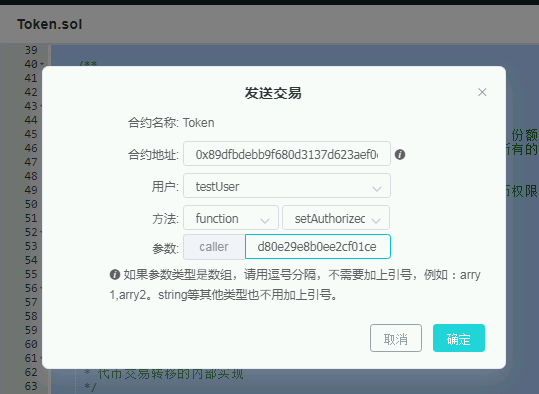 Token.sol
39
40
/**
41
42
43
44
45
份额
46
所有的
47
48
49
权限
50
51
52
53
54
55
56
57
58
59
60
61
62
* 代币交易转移的内部实现
63
*/
发送交易
合约名称: Token
合约地址: 0x89dfbdebb9f680d3137d623aef0
用户: testUser
方法: function setAuthorized
参数: caller d80e29e8b0ee2cf01ce
如果参数类型是数组，请用逗号分隔，不需要加上引号，例如：arry
1,arry2。string等其他类型也不用加上引号。
取消 确定